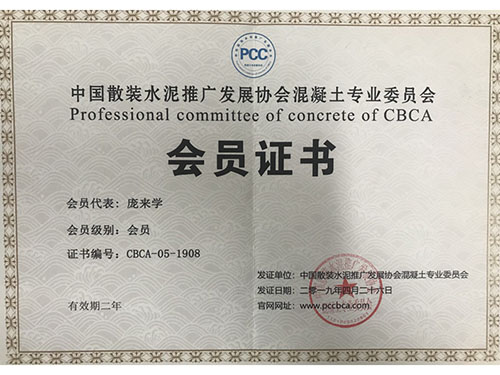 PCC
中国散装水泥推广发展协会混凝土专业委员会
Professional committee of concrete of CBCA
会员证书
会员代表：庞来学
会员级别：会员
证书编号：CBCA-05-1908
发证单位：中国散装水泥推广发展协会混凝土专业委员会
发证日期：二零一九年四月二十六日
官网网址：www.pccbca.com
有效期二年